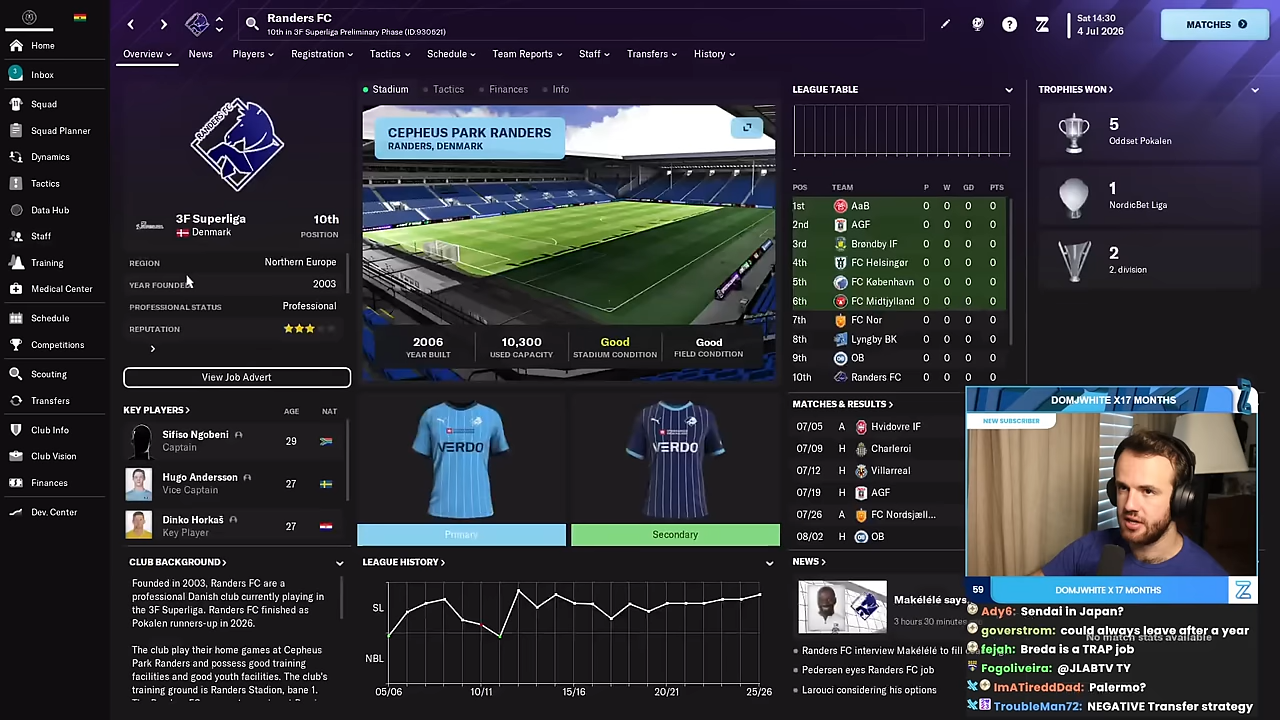 Randers FC
10th in 3F Superliga Preliminary Phase (ID:930621)
Sat 14:30
4 Jul 2026
MATCHES
Overview
News
Players
Registration
Tactics
Schedule
Team Reports
Staff
Transfers
History
Home
3
Inbox
Squad
Squad Planner
Dynamics
Tactics
Data Hub
Staff
Training
Medical Center
Schedule
Competitions
Scouting
Transfers
Club Info
Club Vision
Finances
Dev. Center
RANDERS FC
3F Superliga
Denmark
10th
POSITION
REGION Northern Europe
YEAR FOUNDED 2003
PROFESSIONAL STATUS Professional
REPUTATION
View Job Advert
KEY PLAYERS AGE NAT
Sifiso Ngobeni 29
Captain
Hugo Andersson 27
Vice Captain
Dinko Horkaš 27
Key Player
CLUB BACKGROUND
Founded in 2003, Randers FC are a
professional Danish club currently playing in
the 3F Superliga. Randers FC finished as
Pokalen runners-up in 2026.
The club play their home games at Cepheus
Park Randers and possess good training
facilities and good youth facilities. The club's
training ground is Randers Stadion, bane 1.
Stadium
Tactics
Finances
Info
CEPHEUS PARK RANDERS
RANDERS, DENMARK
2006
YEAR BUILT
10,300
USED CAPACITY
Good
STADIUM CONDITION
Good
FIELD CONDITION
VERDO
VERDO
Primary
Secondary
LEAGUE HISTORY
SL
NBL
05/06 10/11 15/16 20/21 25/26
LEAGUE TABLE
-
POS TEAM P W GD PTS
1st AaB 0 0 0 0
2nd AGF 0 0 0 0
3rd Brøndby IF 0 0 0 0
4th FC Helsingør 0 0 0 0
5th FC København 0 0 0 0
6th FC Midtjylland 0 0 0 0
7th FC Nor 0 0 0 0
8th Lyngby BK 0 0 0 0
9th OB 0 0 0 0
10th Randers FC 0 0 0 0
MATCHES & RESULTS
07/05 A Hvidovre IF
07/09 H Charleroi
07/12 H Villarreal
07/19 H AGF
07/26 A FC Nordsjæll...
08/02 H OB
NEWS
Makélélé says
3 hours 30 minutes
Randers FC interview Makélélé to fill
Pedersen eyes Randers FC job
Larouci considering his options
TROPHIES WON
5
Oddset Pokalen
1
NordicBet Liga
2
2. division
DOMJWHITE X17 MONTHS
NEW SUBSCRIBER
59
DOMJWHITE X 17 MONTHS
Ady6: Sendai in Japan?
goverstrom: could always leave after a year
No match stats available
fejgh: Breda is a TRAP job
Fogoliveira: @JLABTV TY
ImATireddDad: Palermo?
TroubleMan72: NEGATIVE Transfer strategy